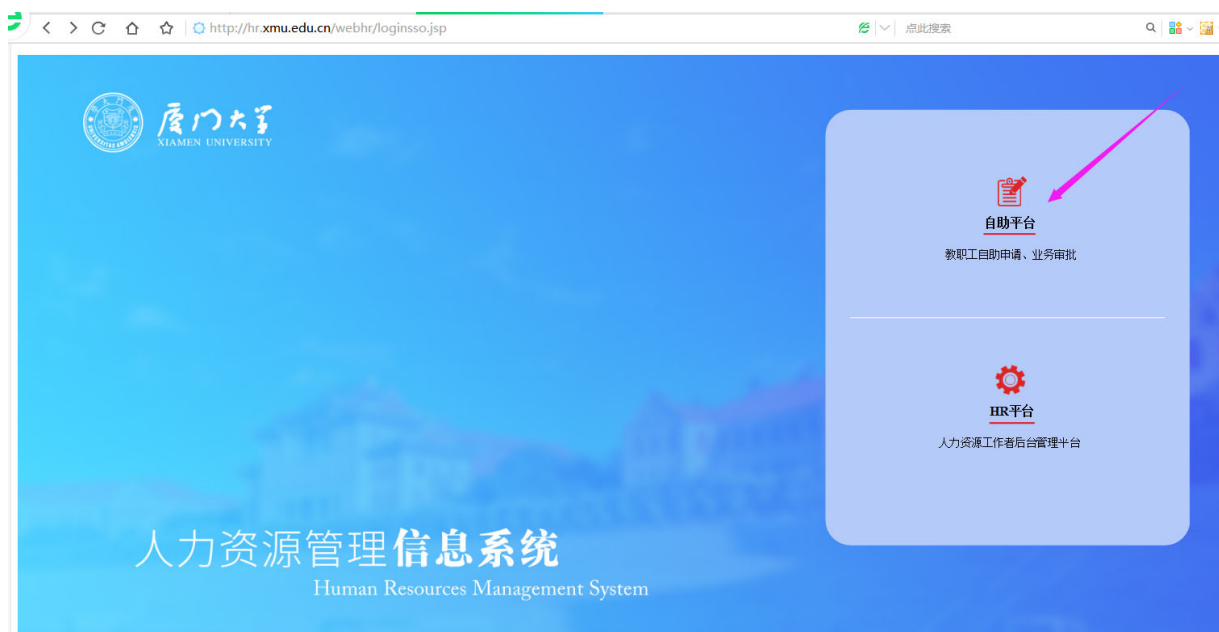 http://hr.xmu.edu.cn/webhr/loginsso.jsp
点此搜索
厦门大学
XIAMEN UNIVERSITY
自助平台
教职工自助申请、业务审批
HR平台
人力资源工作者后台管理平台
人力资源管理信息系统
Human Resources Management System